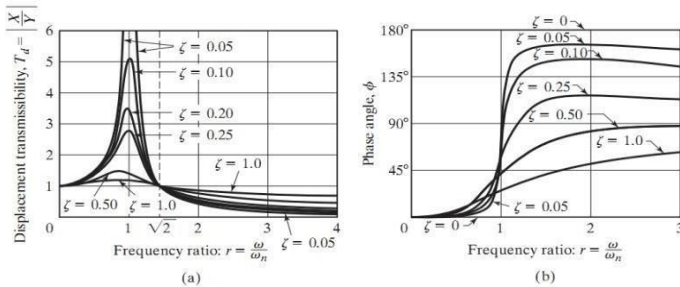 Displacement transmissibility, T_d = |X/Y|
6
5
4
3
2
1
0
ζ = 0.05
ζ = 0.10
ζ = 0.20
ζ = 0.25
ζ = 1.0
ζ = 0.50
ζ = 1.0
ζ = 0.05
1
√2
2
3
4
Frequency ratio: r = ω/ωn
(a)
Phase angle, ϕ
180°
135°
90°
45°
0
ζ = 0
ζ = 0.05
ζ = 0.10
ζ = 0.25
ζ = 0.50
ζ = 1.0
ζ = 0.05
ζ = 0
1
2
3
Frequency ratio: r = ω/ωn
(b)